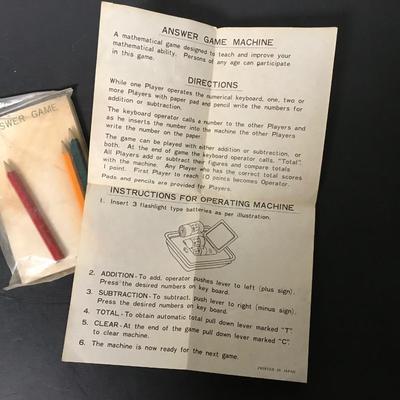 ANSWER GAME MACHINE
A mathematical game designed to teach and improve your
mathematical ability. Persons of any age can participate
in this game.
DIRECTIONS
While one Player operates the numerical keyboard, one, two or
more Players with paper pad and pencil write the numbers for
addition or subtraction.
The keyboard operator calls a number to the other Players and
as he inserts the number into the machine the other Players
write the number on the paper.
The game can be played with either addition or subtraction, or
both. At the end of game the keyboard operator calls, "Total".
All Players add or subtract their figures and compare totals
with the machine. Any Player who has the correct total scores
1 point. First Player to reach 10 points becomes Operator.
Pads and pencils are provided for Players.
INSTRUCTIONS FOR OPERATING MACHINE
1. Insert 3 flashlight type batteries as per illustration.
2. ADDITION - To add, operator pushes lever to left (plus sign).
Press the desired numbers on key board.
3. SUBTRACTION - To subtract, push lever to right (minus sign).
Press the desired numbers on key board.
4. TOTAL - To obtain automatic total pull down lever marked "T".
5. CLEAR - At the end of the game pull down lever marked "C".
to clear machine.
6. The machine is now ready for the next game.
PRINTED IN JAPAN
NSWER GAME